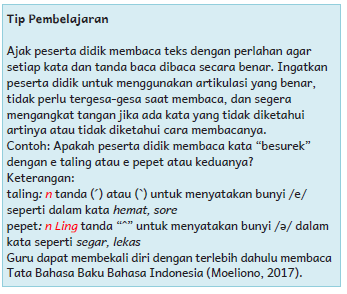 Tip Pembelajaran
Ajak peserta didik membaca teks dengan perlahan agar
setiap kata dan tanda baca dibaca secara benar. Ingatkan
peserta didik untuk menggunakan artikulasi yang benar,
tidak perlu tergesa-gesa saat membaca, dan segera
mengangkat tangan jika ada kata yang tidak diketahui
artinya atau tidak diketahui cara membacanya.
Contoh: Apakah peserta didik membaca kata “besurek”
dengan e taling atau e pepet atau keduanya?
Keterangan:
taling: n tanda (´) atau (`) untuk menyatakan bunyi /e/
seperti dalam kata hemat, sore
pepet: n Ling tanda “^” untuk menyatakan bunyi /ə/ dalam
kata seperti segar, lekas
Guru dapat membekali diri dengan terlebih dahulu membaca
Tata Bahasa Baku Bahasa Indonesia (Moeliono, 2017).